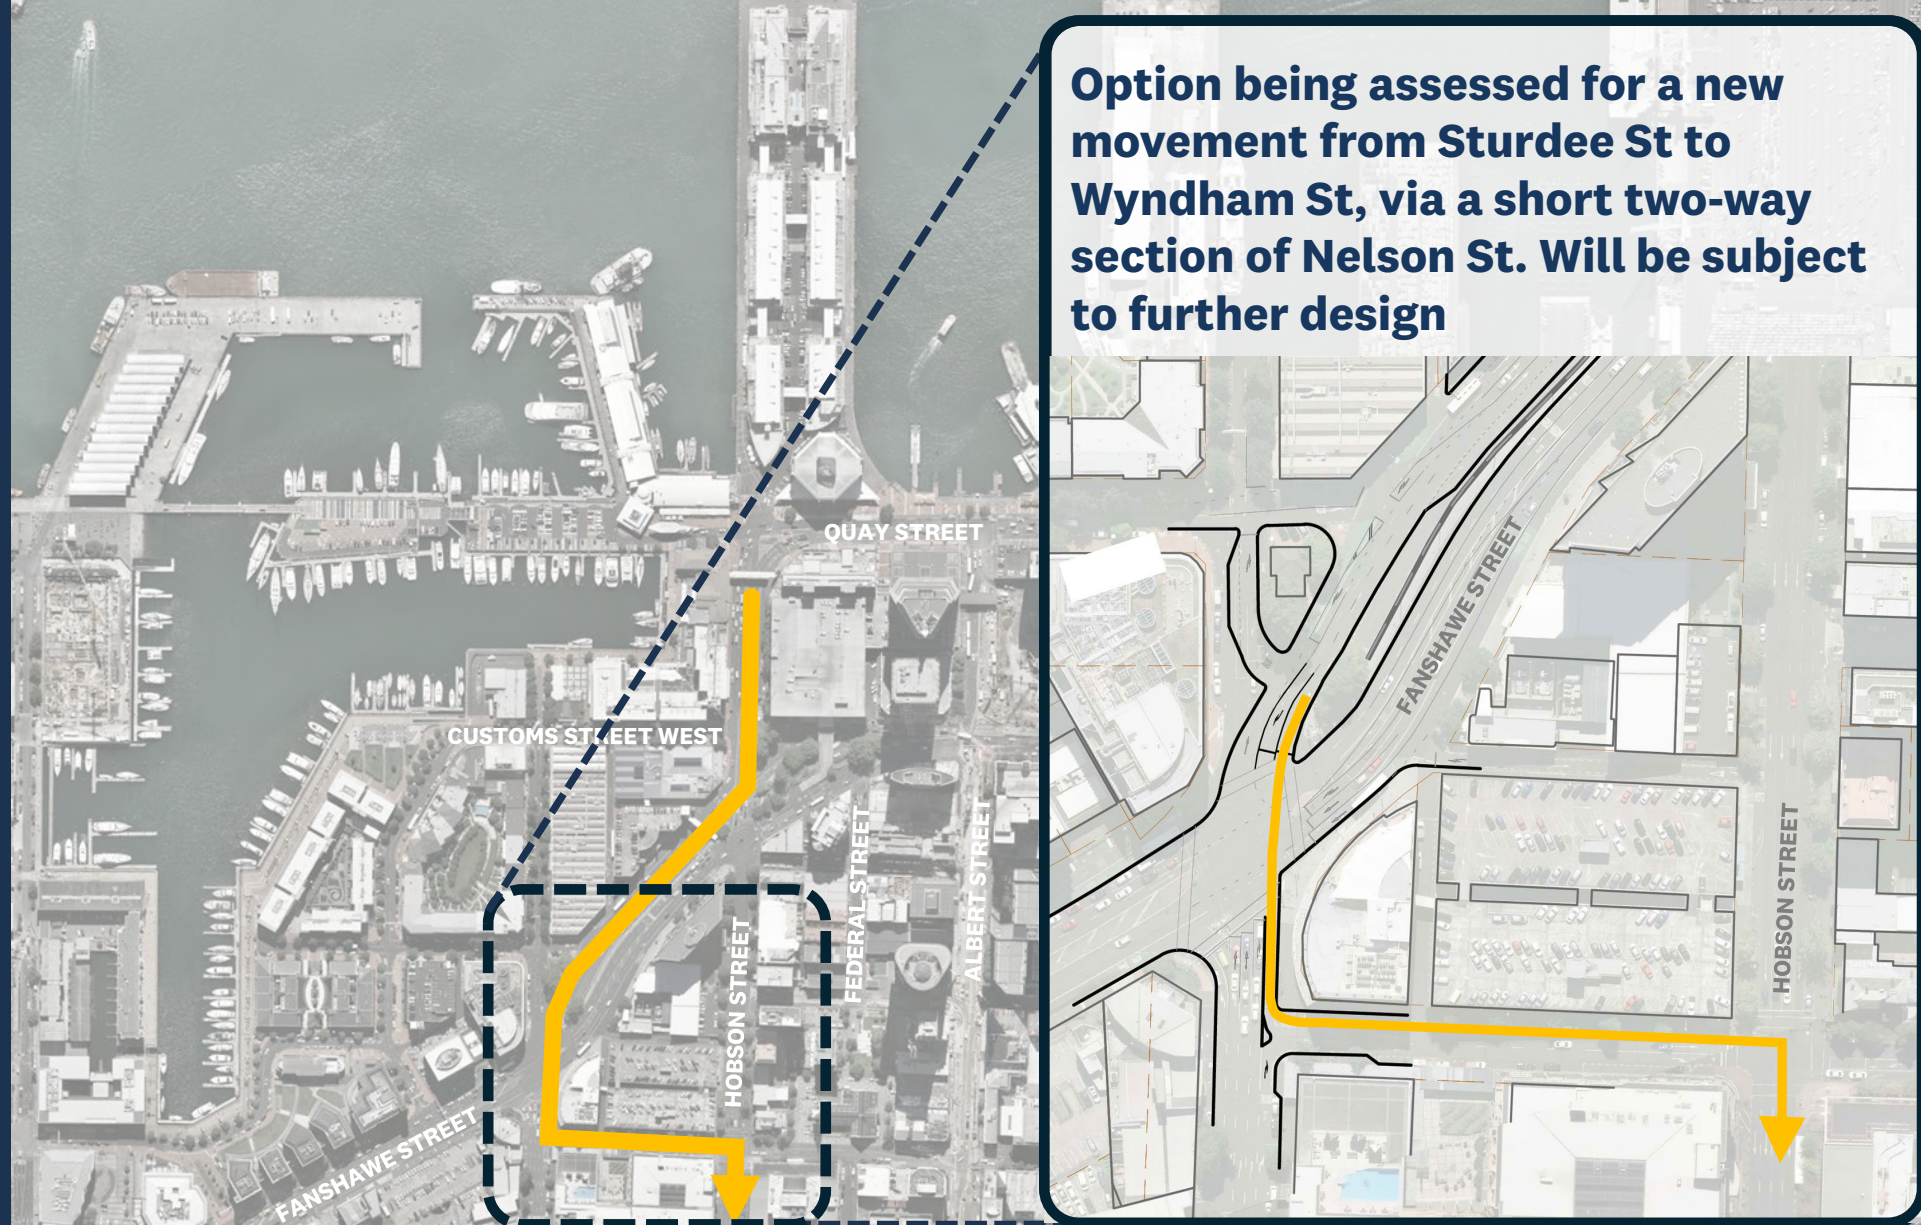 Option being assessed for a new
movement from Sturdee St to
Wyndham St, via a short two-way
section of Nelson St. Will be subject
to further design
QUAY STREET
CUSTOMS STREET WEST
FEDERAL STREET
ALBERT STREET
HOBSON STREET
FANSHAWE STREET
FANSHAWE STREET
HOBSON STREET